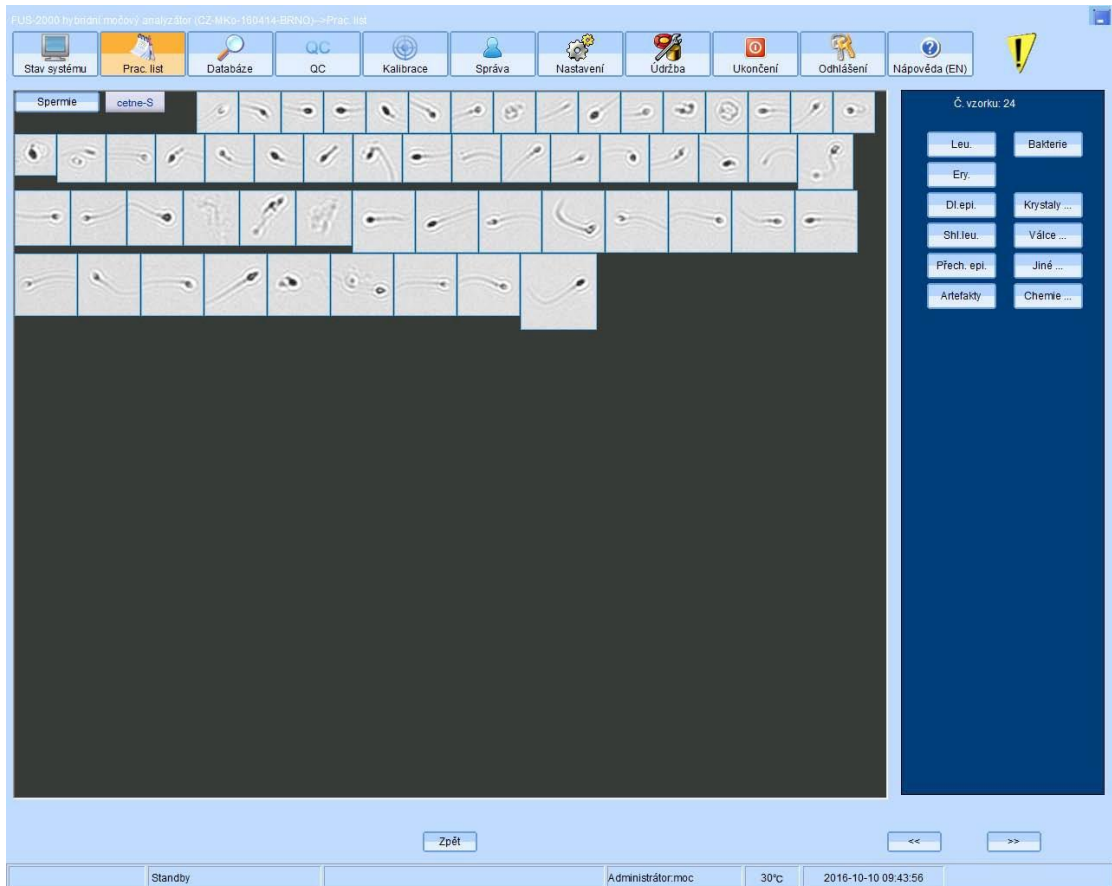 FUS-2000 hybridní močový analyzátor (CZ-MKo-160414-BRNO)-->Prac. list
Stav systému
Prac. list
Databáze
QC
QC
Kalibrace
Správa
Nastavení
Údržba
Ukončení
Odhlášení
Nápověda (EN)
Spermie
cetne-S
Č. vzorku: 24
Leu.
Bakterie
Ery.
Dl.epi.
Krystaly ...
Shl.leu.
Válce ...
Přech. epi.
Jiné ...
Artefakty
Chemie ...
Zpět
<<
>>
Standby
Administrátor:moc
30°C
2016-10-10 09:43:56